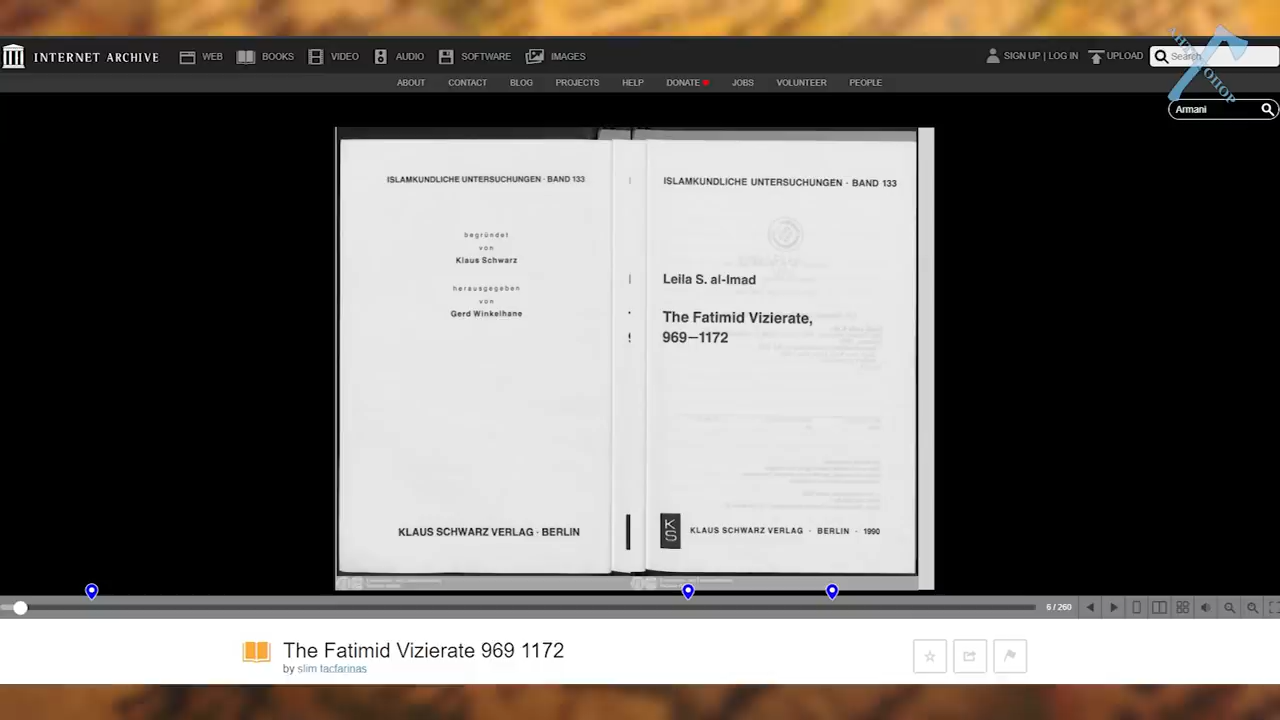 INTERNET ARCHIVE
WEB
BOOKS
VIDEO
AUDIO
SOFTWARE
IMAGES
SIGN UP | LOG IN
UPLOAD
Search
АНТИТОПОР
ABOUT
CONTACT
BLOG
PROJECTS
HELP
DONATE
JOBS
VOLUNTEER
PEOPLE
Armani
ISLAMKUNDLICHE UNTERSUCHUNGEN · BAND 133
begründet
von
Klaus Schwarz
herausgegeben
von
Gerd Winkelhane
KLAUS SCHWARZ VERLAG · BERLIN
ISLAMKUNDLICHE UNTERSUCHUNGEN · BAND 133
Leila S. al-Imad
The Fatimid Vizierate,
969—1172
KS
KLAUS SCHWARZ VERLAG · BERLIN · 1990
6 / 260
The Fatimid Vizierate 969 1172
by slim tacfarinas